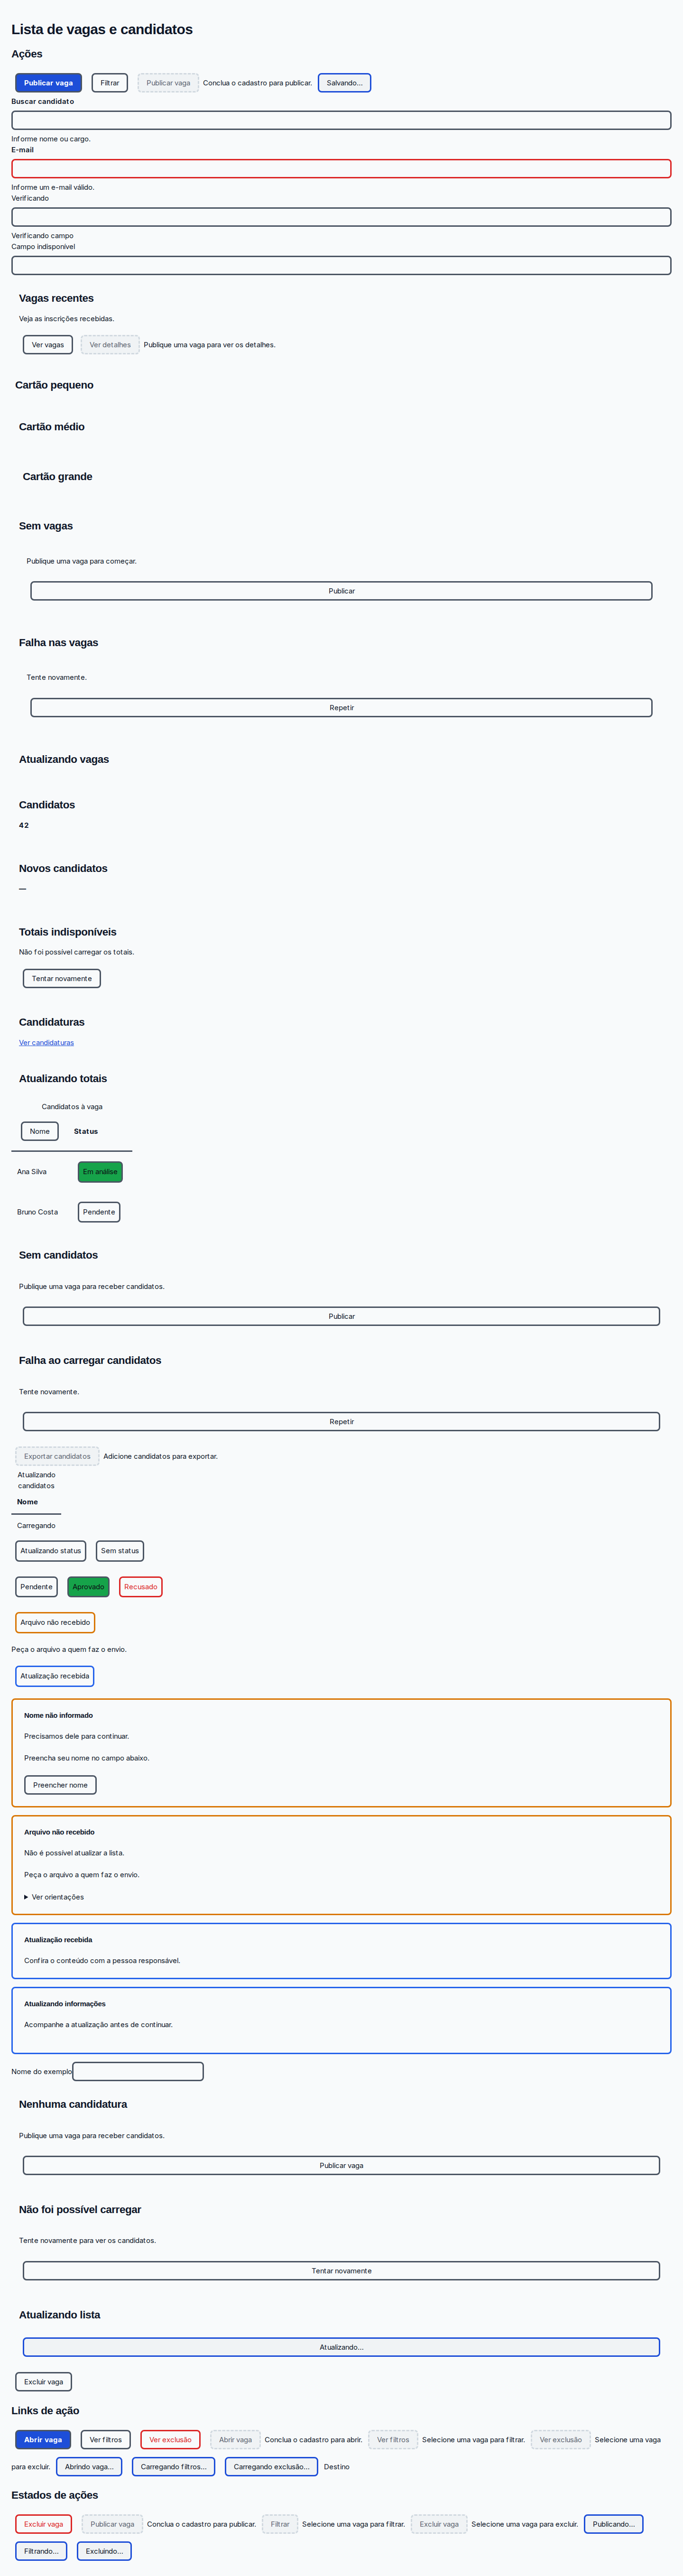 Lista de vagas e candidatos
Ações
Publicar vaga Filtrar Publicar vaga Conclua o cadastro para publicar. Salvando...
Buscar candidato
Informe nome ou cargo.
E-mail
Informe um e-mail válido.
Verificando
Verificando campo
Campo indisponível
Vagas recentes
Veja as inscrições recebidas.
Ver vagas Ver detalhes Publique uma vaga para ver os detalhes.
Cartão pequeno
Cartão médio
Cartão grande
Sem vagas
Publique uma vaga para começar.
Publicar
Falha nas vagas
Tente novamente.
Repetir
Atualizando vagas
Candidatos
42
Novos candidatos
—
Totais indisponíveis
Não foi possível carregar os totais.
Tentar novamente
Candidaturas
Ver candidaturas
Atualizando totais
Candidatos à vaga
Nome Status
Ana Silva Em análise
Bruno Costa Pendente
Sem candidatos
Publique uma vaga para receber candidatos.
Publicar
Falha ao carregar candidatos
Tente novamente.
Repetir
Exportar candidatos Adicione candidatos para exportar.
Atualizando
candidatos
Nome
Carregando
Atualizando status Sem status
Pendente Aprovado Recusado
Arquivo não recebido
Peça o arquivo a quem faz o envio.
Atualização recebida
Nome não informado
Precisamos dele para continuar.
Preencha seu nome no campo abaixo.
Preencher nome
Arquivo não recebido
Não é possível atualizar a lista.
Peça o arquivo a quem faz o envio.
Ver orientações
Atualização recebida
Confira o conteúdo com a pessoa responsável.
Atualizando informações
Acompanhe a atualização antes de continuar.
Nome do exemplo
Nenhuma candidatura
Publique uma vaga para receber candidatos.
Publicar vaga
Não foi possível carregar
Tente novamente para ver os candidatos.
Tentar novamente
Atualizando lista
Atualizando...
Excluir vaga
Links de ação
Abrir vaga Ver filtros Ver exclusão Abrir vaga Conclua o cadastro para abrir. Ver filtros Selecione uma vaga para filtrar. Ver exclusão Selecione uma vaga
para excluir. Abrindo vaga... Carregando filtros... Carregando exclusão... Destino
Estados de ações
Excluir vaga Publicar vaga Conclua o cadastro para publicar. Filtrar Selecione uma vaga para filtrar. Excluir vaga Selecione uma vaga para excluir. Publicando...
Filtrando... Excluindo...